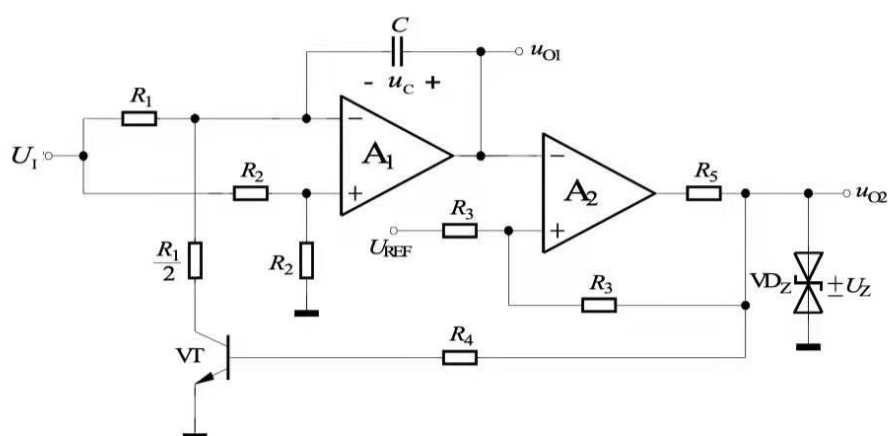 C
u_O1
- u_C +
R_1
−
A_1
U_I
R_2
+
−
R_5
A_2
u_O2
R_3
+
U_REF
R_1/2
R_2
VD_Z
±U_Z
R_3
VT
R_4